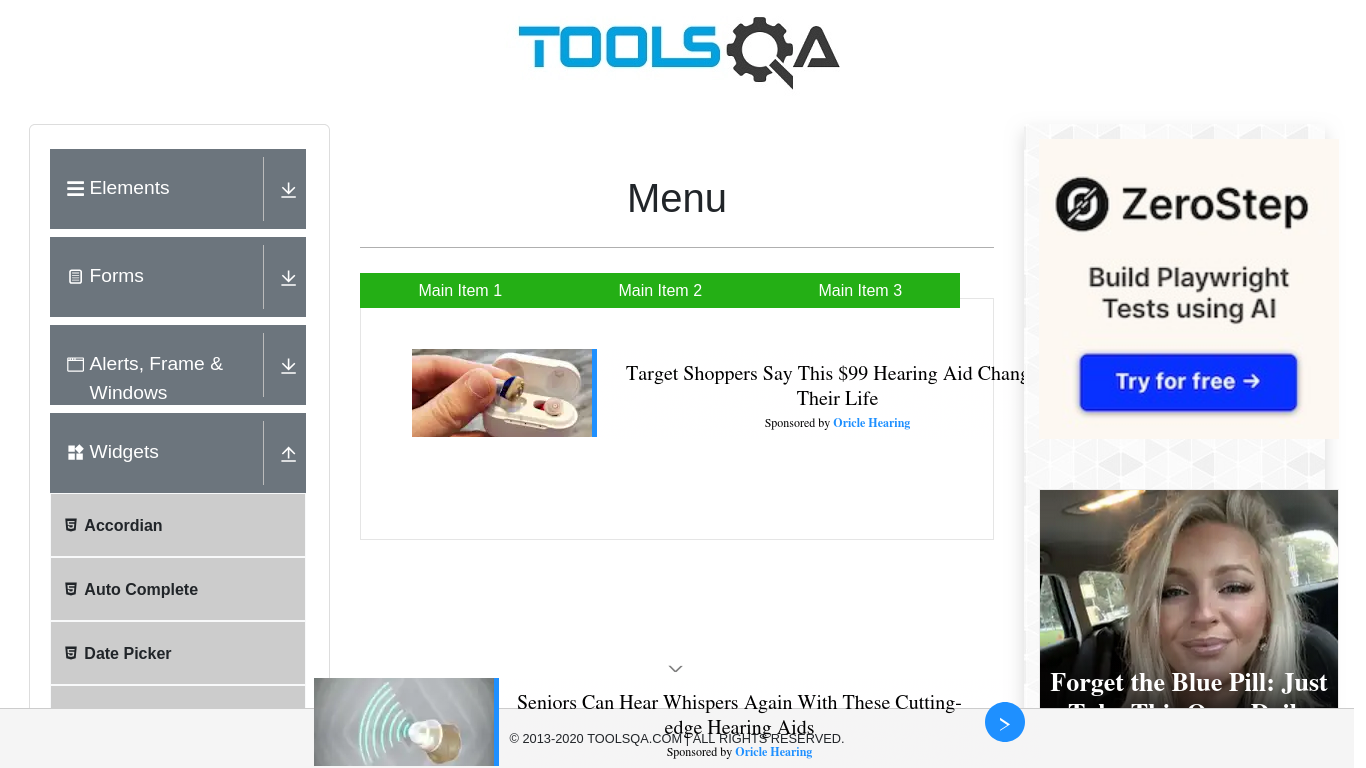 TOOLSQA
Elements
Forms
Alerts, Frame &
Windows
Widgets
Accordian
Auto Complete
Date Picker
Menu
Main Item 1
Main Item 2
Main Item 3
Target Shoppers Say This $99 Hearing Aid
Their Life
Sponsored by Oricle Hearing
ZeroStep
Build Playwright
Tests using AI
Try for free →
Forget the Blue Pill: Just
Seniors Can Hear Whispers Again With These Cutting-
edge Hearing Aids
© 2013-2020 TOOLSQA.COM | ALL RIGHTS RESERVED.
Sponsored by Oricle Hearing